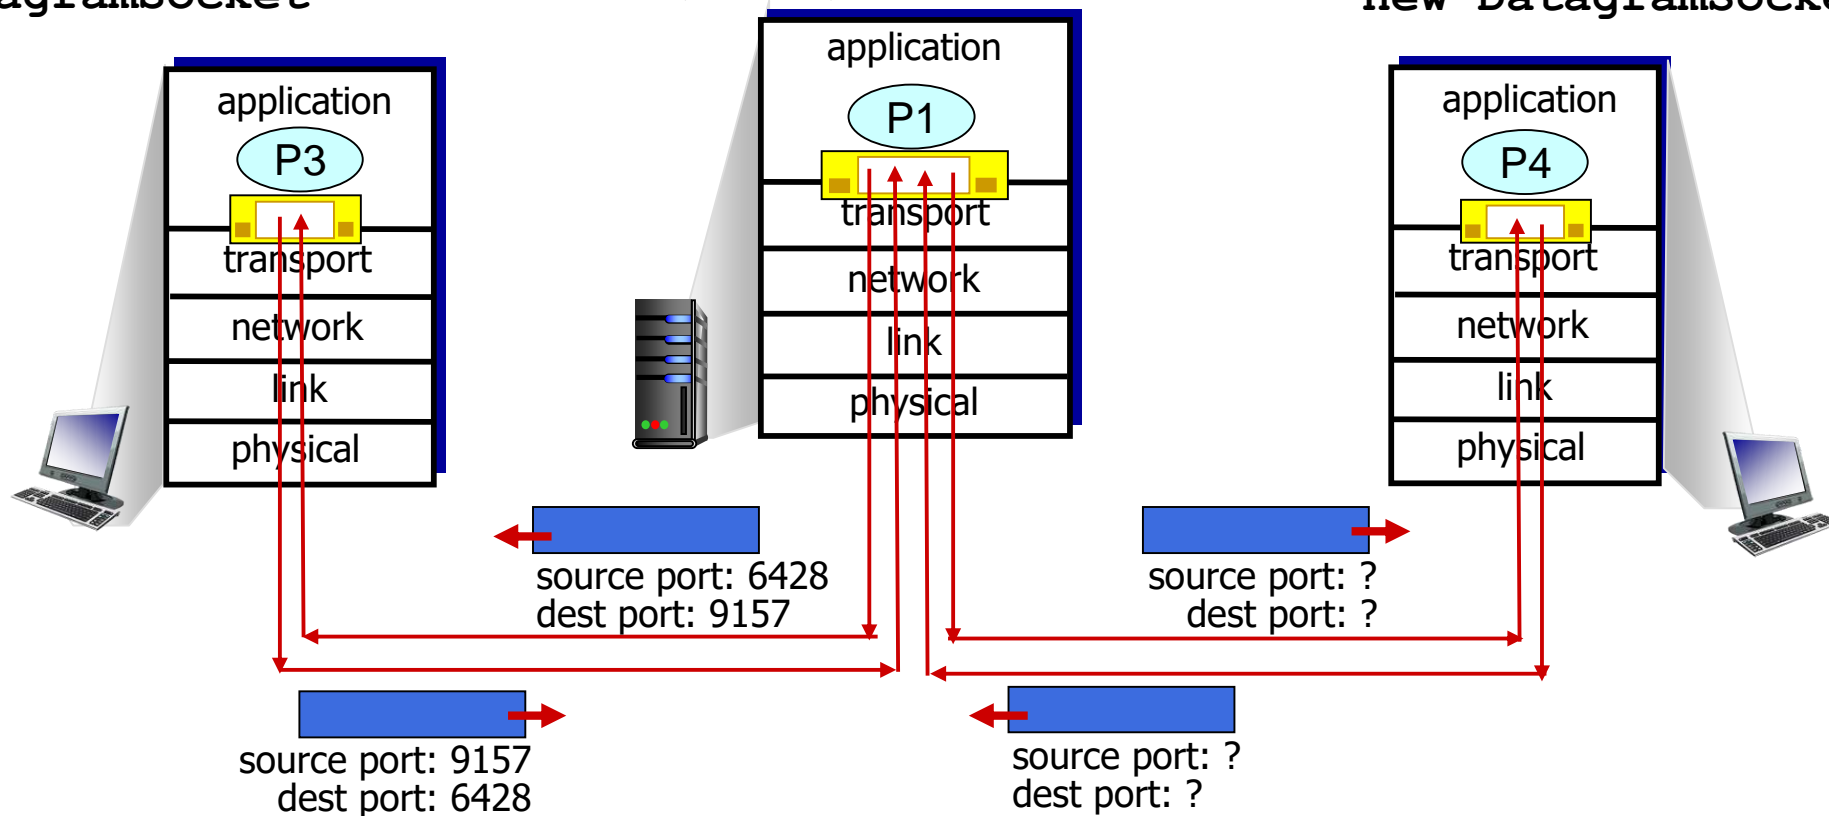 application
P3
transport
network
link
physical
application
P1
transport
network
link
physical
application
P4
transport
network
link
physical
source port: 6428
dest port: 9157
source port: ?
dest port: ?
source port: 9157
dest port: 6428
source port: ?
dest port: ?